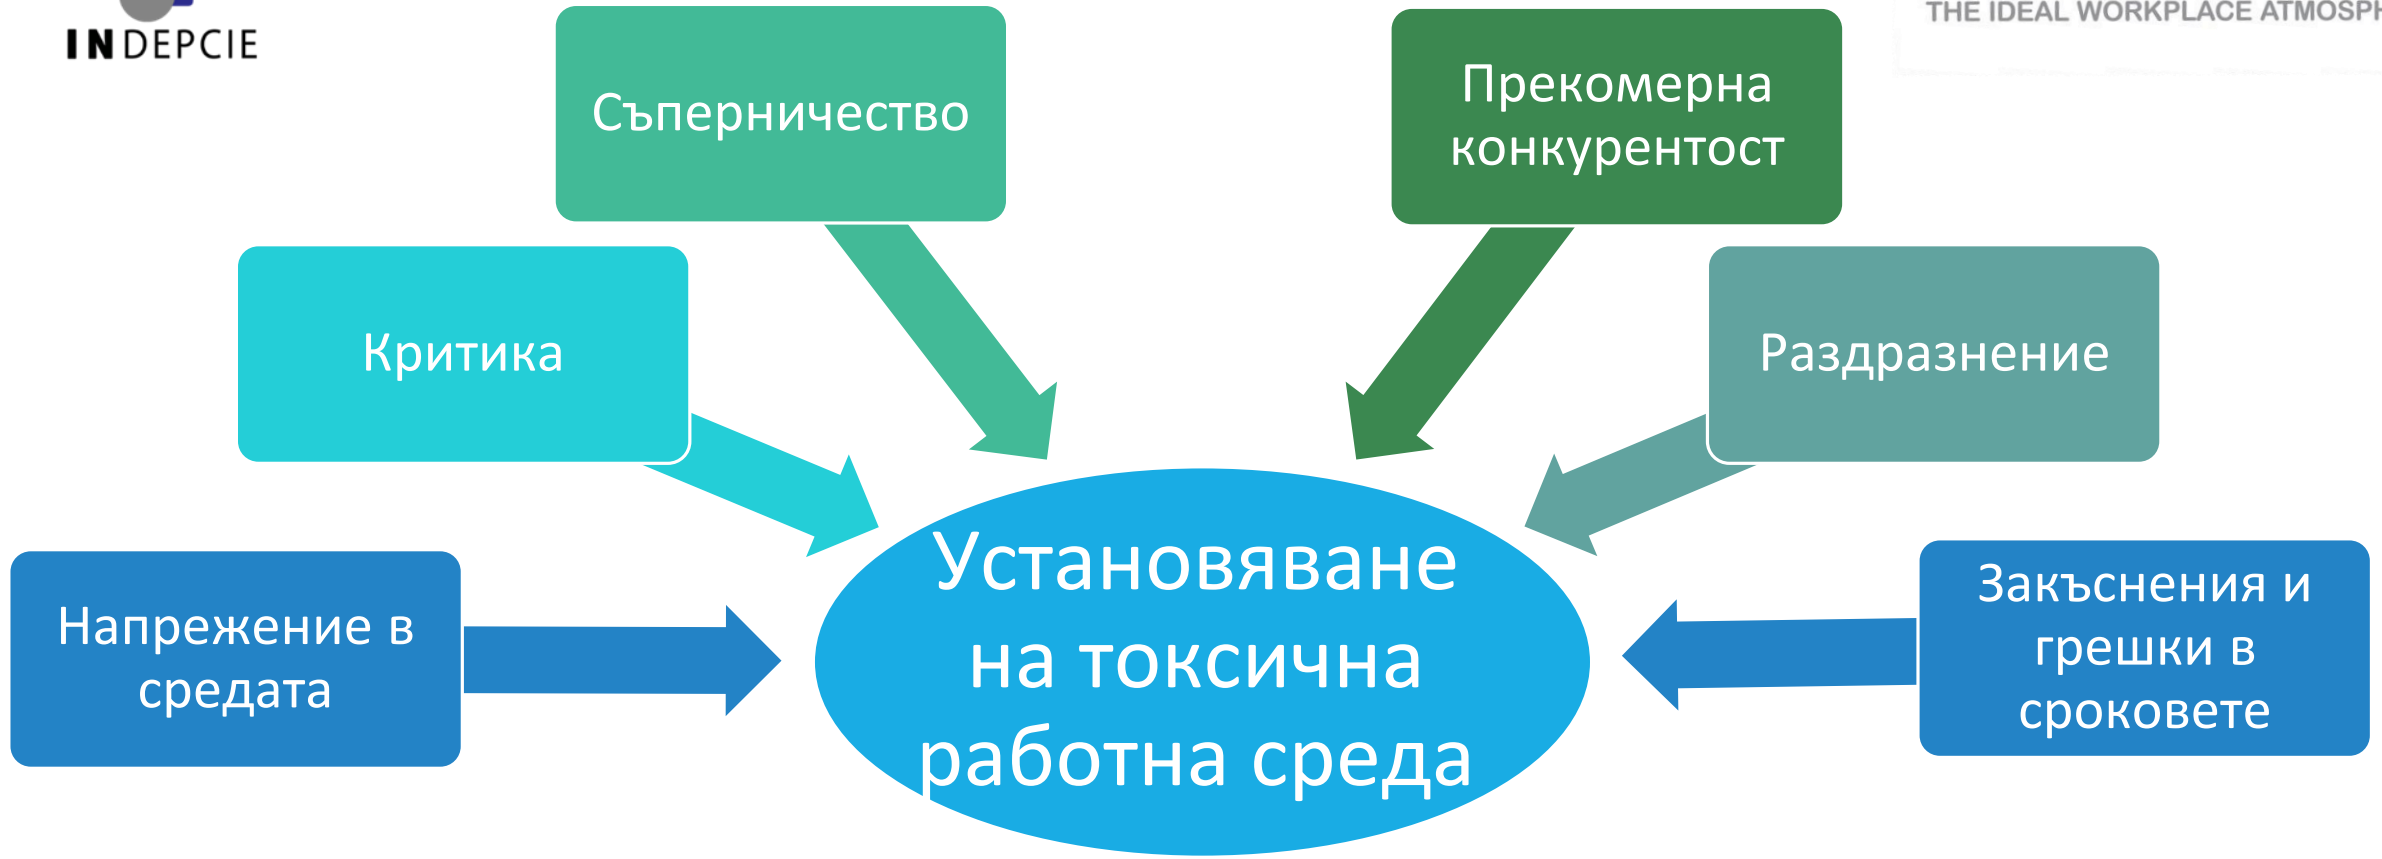 INDEPCIE
THE IDEAL WORKPLACE
Съперничество
Прекомерна
конкурентост
Критика
Раздразнение
Напрежение в
средата
Установяване
на токсична
работна среда
Закъснения и
грешки в
сроковете